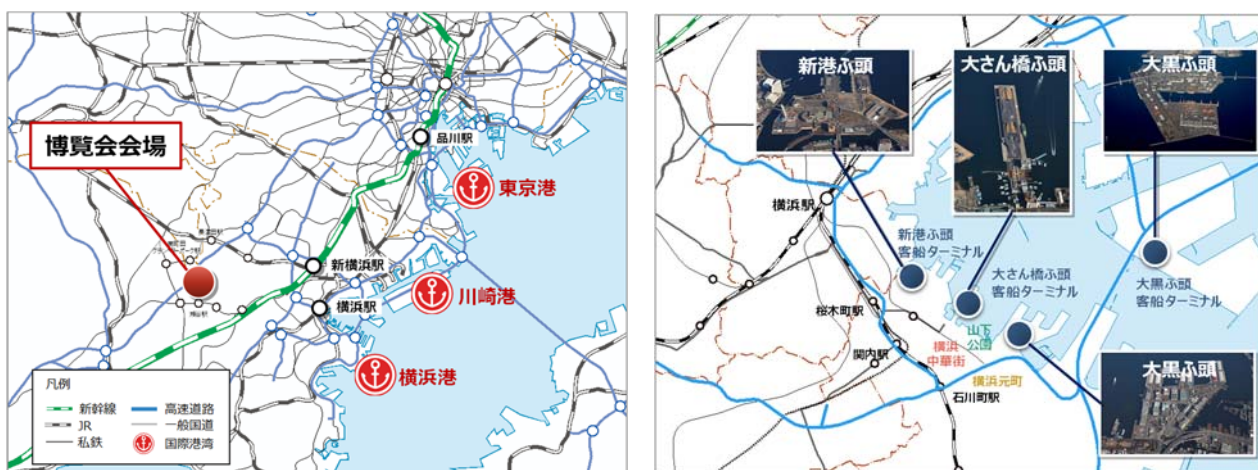 博覧会会場
品川駅
東京港
新横浜駅
川崎港
横浜駅
横浜港
凡例
新幹線
高速道路
JR
一般国道
私鉄
国際港湾
新港ふ頭
大さん橋ふ頭
大黒ふ頭
横浜駅
新港ふ頭
客船ターミナル
大さん橋ふ頭
客船ターミナル
大黒ふ頭
客船ターミナル
桜木町駅
山下
公園
関内駅
横浜
中華街
横浜元町
石川町駅
大黒ふ頭